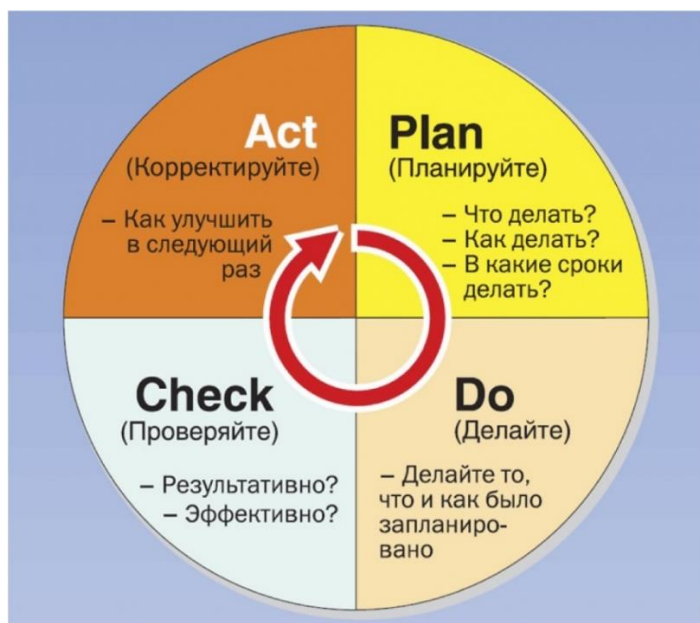 Act
(Корректируйте)
– Как улучшить
в следующий
раз
Plan
(Планируйте)
– Что делать?
– Как делать?
– В какие сроки
делать?
Check
(Проверяйте)
– Результативно?
– Эффективно?
Do
(Делайте)
– Делайте то,
что и как было
запланиро-
вано